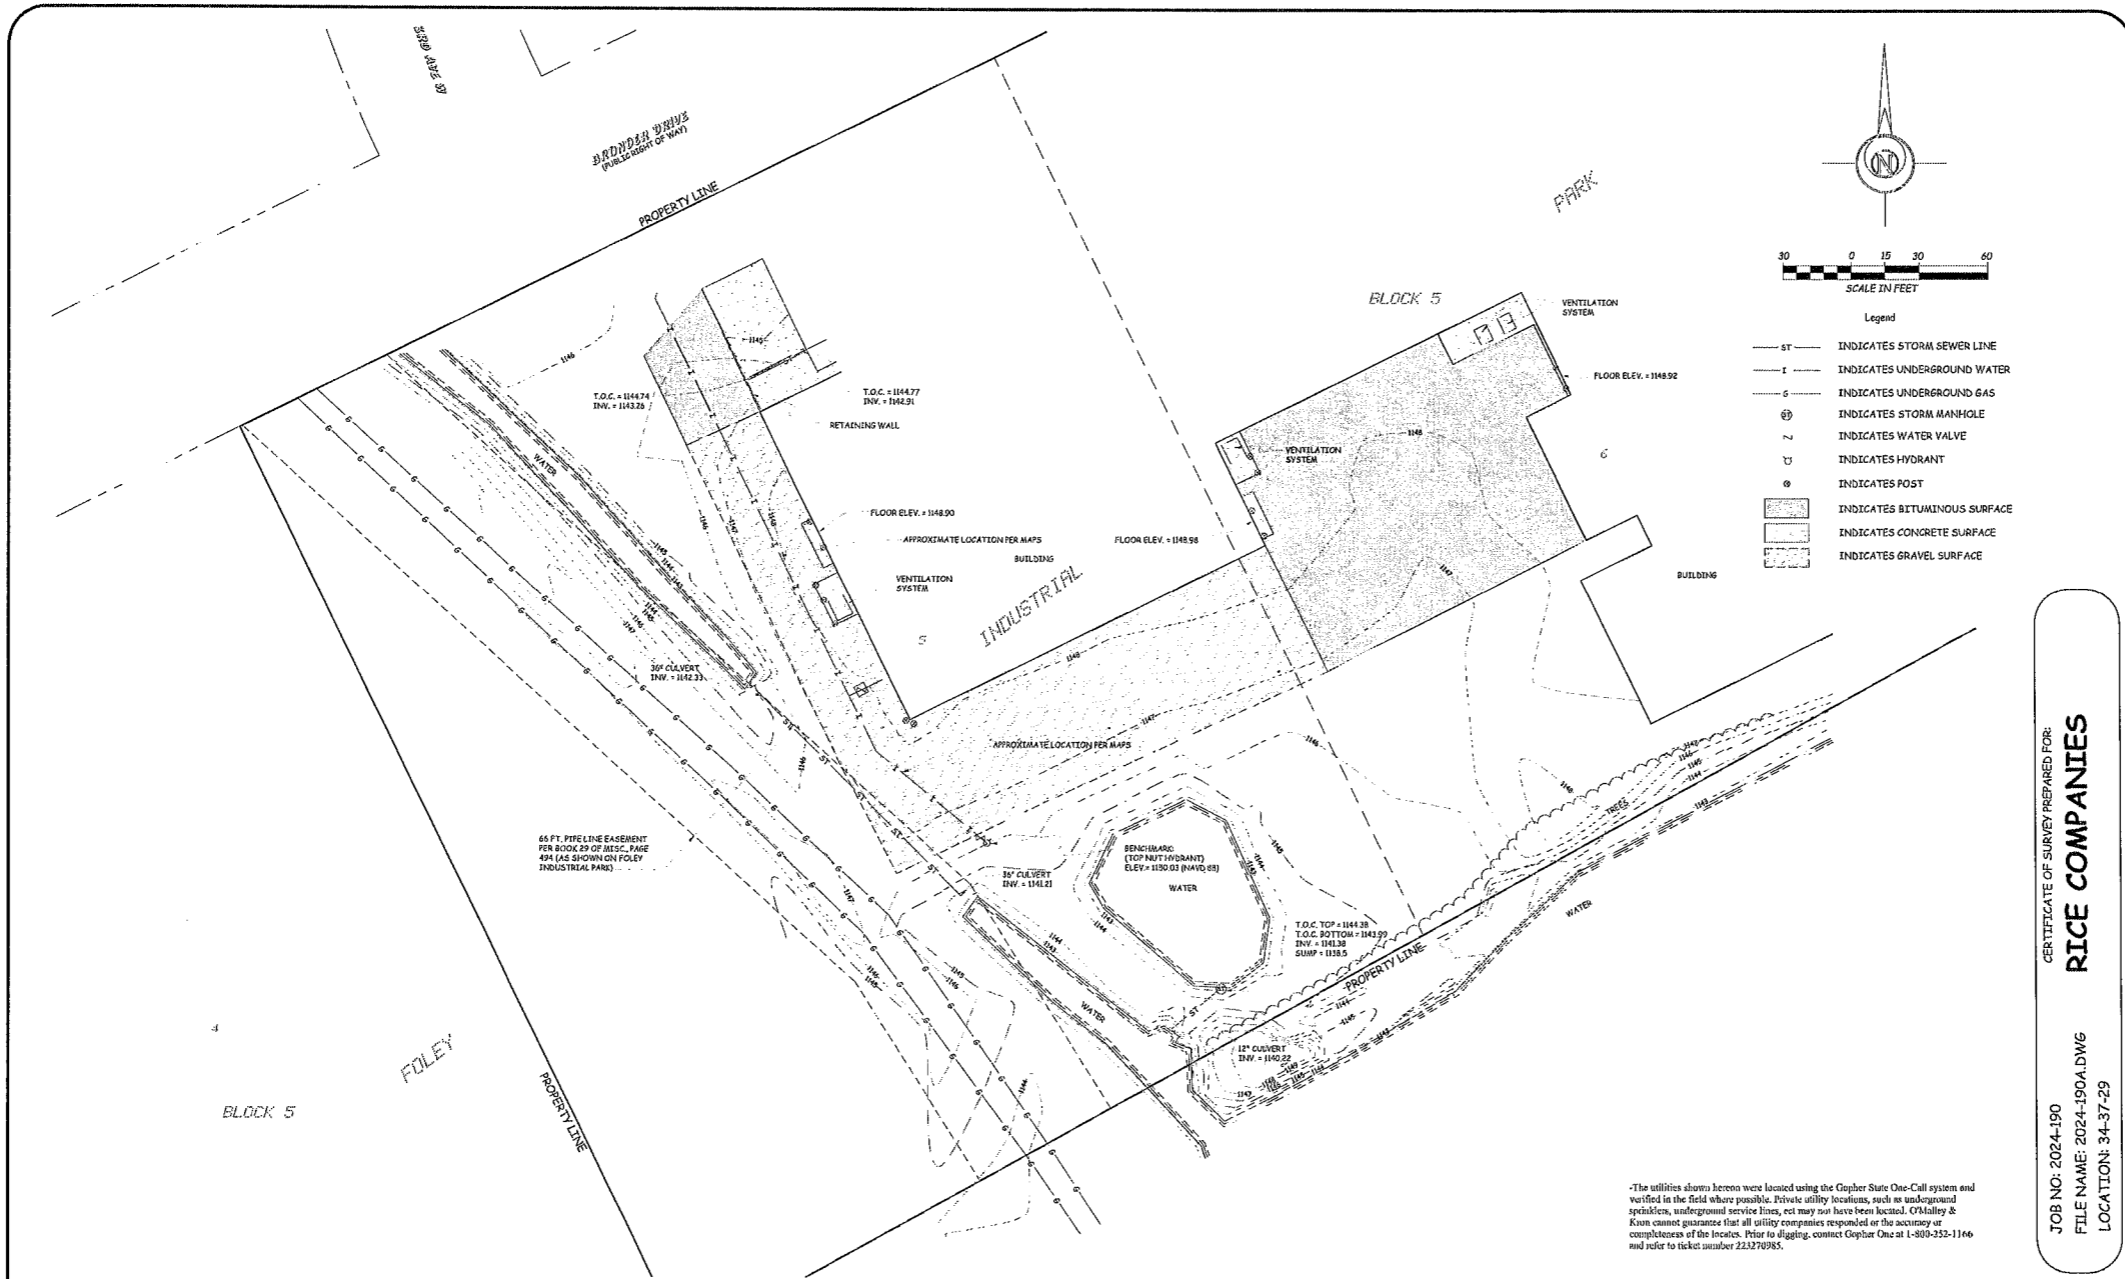 3RD AVE W
BRONDER DRIVE
(PUBLIC RIGHT OF WAY)
PROPERTY LINE
PARK
BLOCK 5
INDUSTRIAL
FOLEY
BLOCK 5
4
5
6
30 0 15 30 60
SCALE IN FEET
N
Legend
ST INDICATES STORM SEWER LINE
I INDICATES UNDERGROUND WATER
G INDICATES UNDERGROUND GAS
ST INDICATES STORM MANHOLE
INDICATES WATER VALVE
INDICATES HYDRANT
INDICATES POST
INDICATES BITUMINOUS SURFACE
INDICATES CONCRETE SURFACE
INDICATES GRAVEL SURFACE
VENTILATION
SYSTEM
FLOOR ELEV. = 1148.92
VENTILATION
SYSTEM
FLOOR ELEV. = 1148.98
BUILDING
T.O.C. = 1144.74
INV. = 1143.26
T.O.C. = 1144.77
INV. = 1142.91
RETAINING WALL
FLOOR ELEV. = 1148.90
APPROXIMATE LOCATION PER MAPS
BUILDING
VENTILATION
SYSTEM
WATER
36" CULVERT
INV. = 1142.33
APPROXIMATE LOCATION PER MAPS
66 FT. PIPE LINE EASEMENT
PER BOOK 29 OF MISC., PAGE
494 (AS SHOWN ON FOLEY
INDUSTRIAL PARK)
36" CULVERT
INV. = 1141.21
BENCHMARK:
(TOP NUT HYDRANT)
ELEV.= 1150.03 (NAVD 88)
WATER
T.O.C. TOP = 1144.38
T.O.C. BOTTOM = 1143.99
INV. = 1141.38
SUMP = 1138.5
12" CULVERT
INV. = 1140.22
WATER
WATER
TREES
PROPERTY LINE
PROPERTY LINE
-The utilities shown hereon were located using the Gopher State One-Call system and
verified in the field where possible. Private utility locations, such as underground
sprinklers, underground service lines, ect may not have been located. O'Malley &
Kron cannot guarantee that all utility companies responded or the accuracy or
completeness of the locates. Prior to digging, contact Gopher One at 1-800-252-1166
and refer to ticket number 223270985.
CERTIFICATE OF SURVEY PREPARED FOR:
RICE COMPANIES
JOB NO: 2024-190
FILE NAME: 2024-190A.DWG
LOCATION: 34-37-29